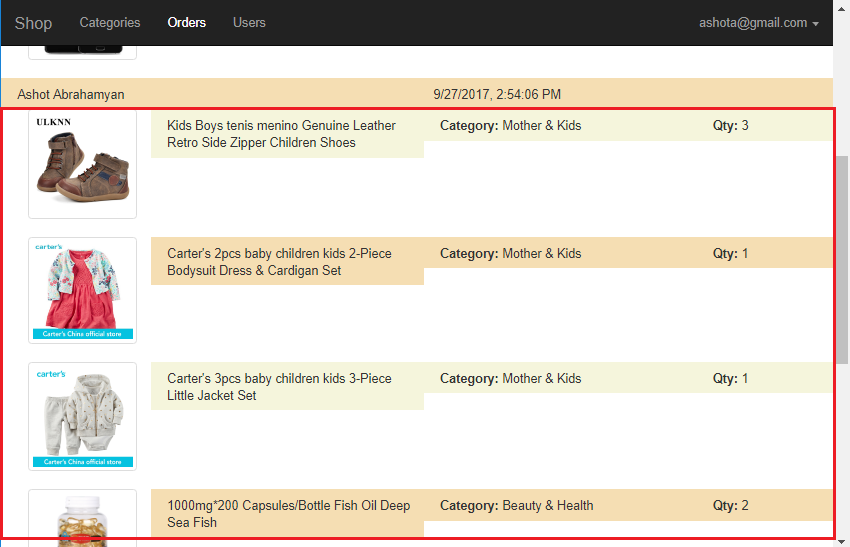 Shop Categories Orders Users ashota@gmail.com
Ashot Abrahamyan 9/27/2017, 2:54:06 PM
ULKNN
Kids Boys tenis menino Genuine Leather
Retro Side Zipper Children Shoes
Category: Mother & Kids
Qty: 3
carter's
Carter's China official store
Carter's 2pcs baby children kids 2-Piece
Bodysuit Dress & Cardigan Set
Category: Mother & Kids
Qty: 1
carter's
Carter's China official store
Carter's 3pcs baby children kids 3-Piece
Little Jacket Set
Category: Mother & Kids
Qty: 1
1000mg*200 Capsules/Bottle Fish Oil Deep
Sea Fish
Category: Beauty & Health
Qty: 2